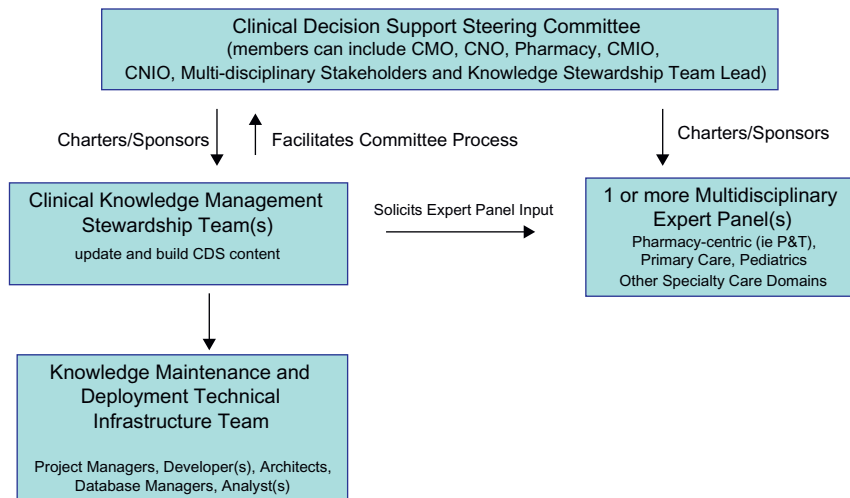 Clinical Decision Support Steering Committee
(members can include CMO, CNO, Pharmacy, CMIO,
CNIO, Multi-disciplinary Stakeholders and Knowledge Stewardship Team Lead)
Charters/Sponsors
Facilitates Committee Process
Charters/Sponsors
Clinical Knowledge Management
Stewardship Team(s)
update and build CDS content
Solicits Expert Panel Input
1 or more Multidisciplinary
Expert Panel(s)
Pharmacy-centric (ie P&T),
Primary Care, Pediatrics
Other Specialty Care Domains
Knowledge Maintenance and
Deployment Technical
Infrastructure Team
Project Managers, Developer(s), Architects,
Database Managers, Analyst(s)